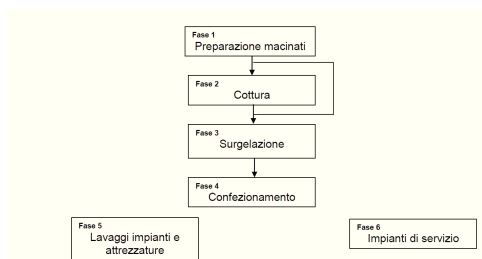 Fase 1
Preparazione macinati
Fase 2
Cottura
Fase 3
Surgelazione
Fase 4
Confezionamento
Fase 5
Lavaggi impianti e
attrezzature
Fase 6
Impianti di servizio